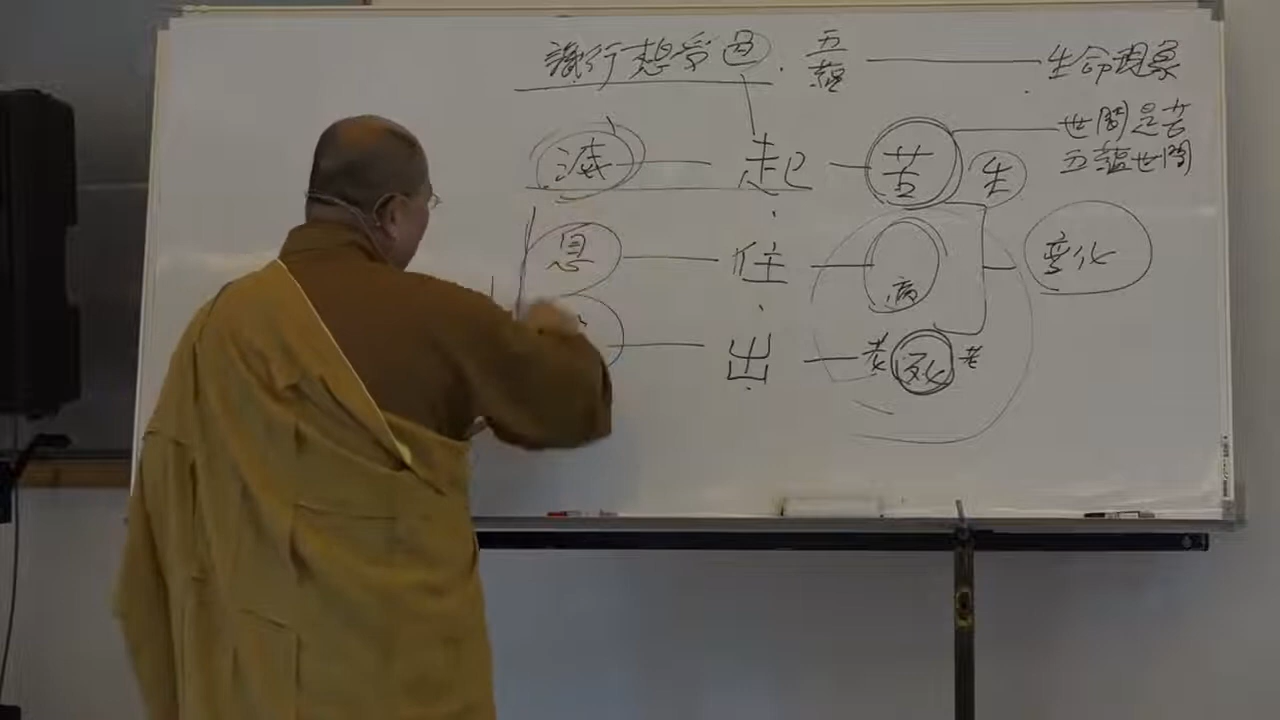 識行想受色.五蘊——生命現象
世間是苦
五蘊世間
滅——起——苦 生
息——住——病 变化
出——老死老